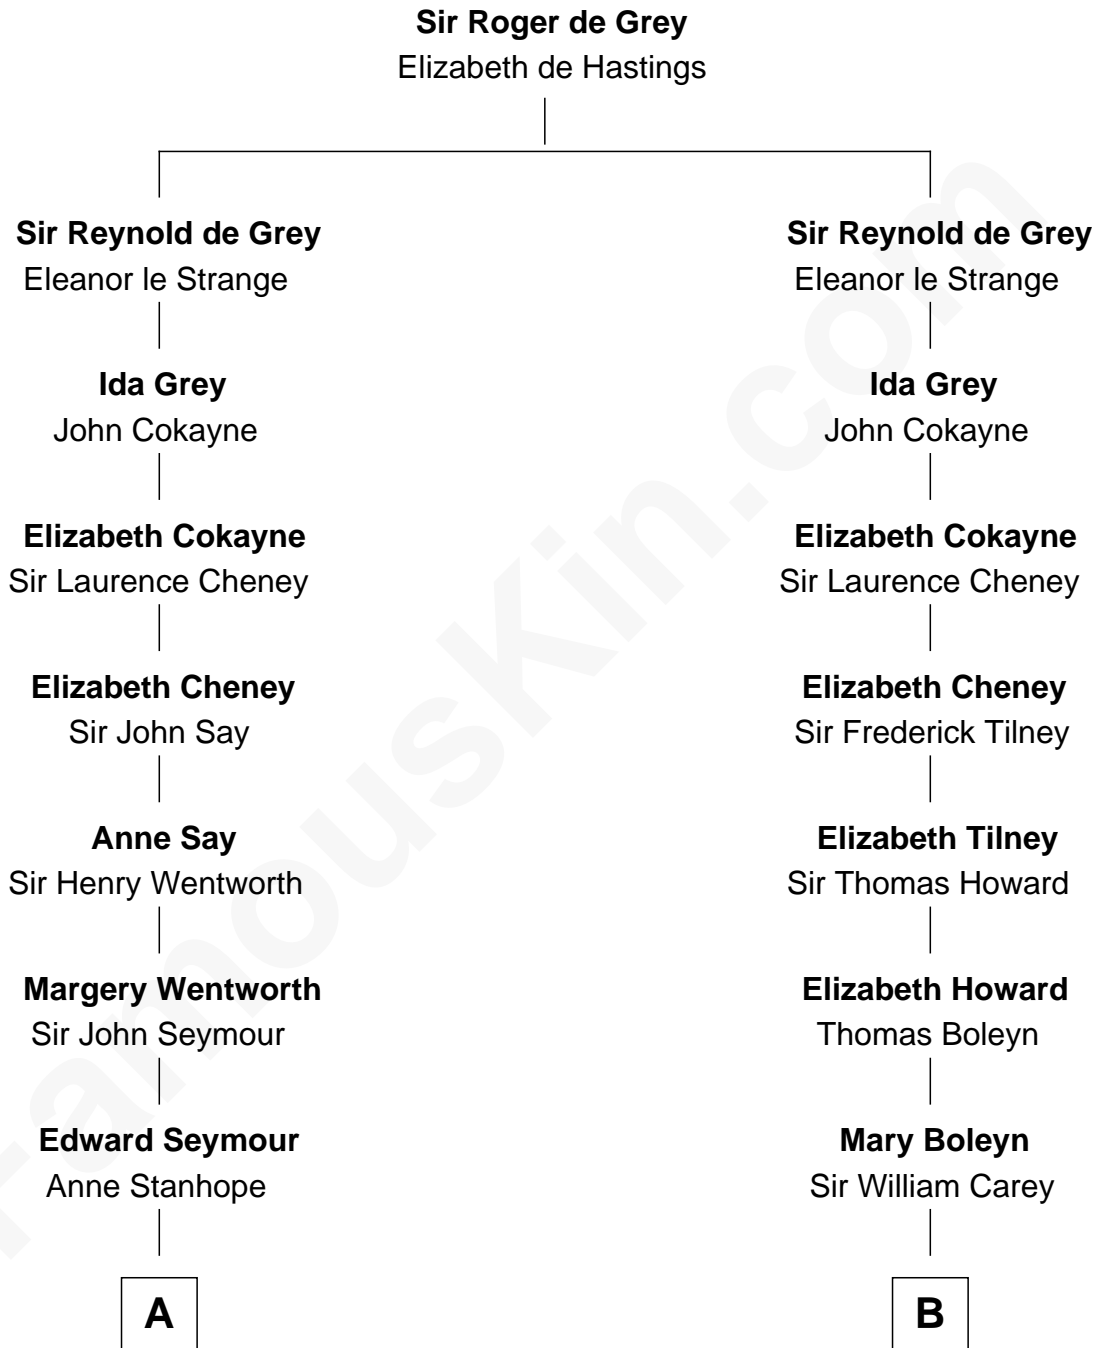 Sir Roger de Grey
Elizabeth de Hastings
Sir Reynold de Grey
Eleanor le Strange
Ida Grey
John Cokayne
Elizabeth Cokayne
Sir Laurence Cheney
Elizabeth Cheney
Sir John Say
Anne Say
Sir Henry Wentworth
Margery Wentworth
Sir John Seymour
Edward Seymour
Anne Stanhope
A
Sir Reynold de Grey
Eleanor le Strange
Ida Grey
John Cokayne
Elizabeth Cokayne
Sir Laurence Cheney
Elizabeth Cheney
Sir Frederick Tilney
Elizabeth Tilney
Sir Thomas Howard
Elizabeth Howard
Thomas Boleyn
Mary Boleyn
Sir William Carey
B
FamousKin.com